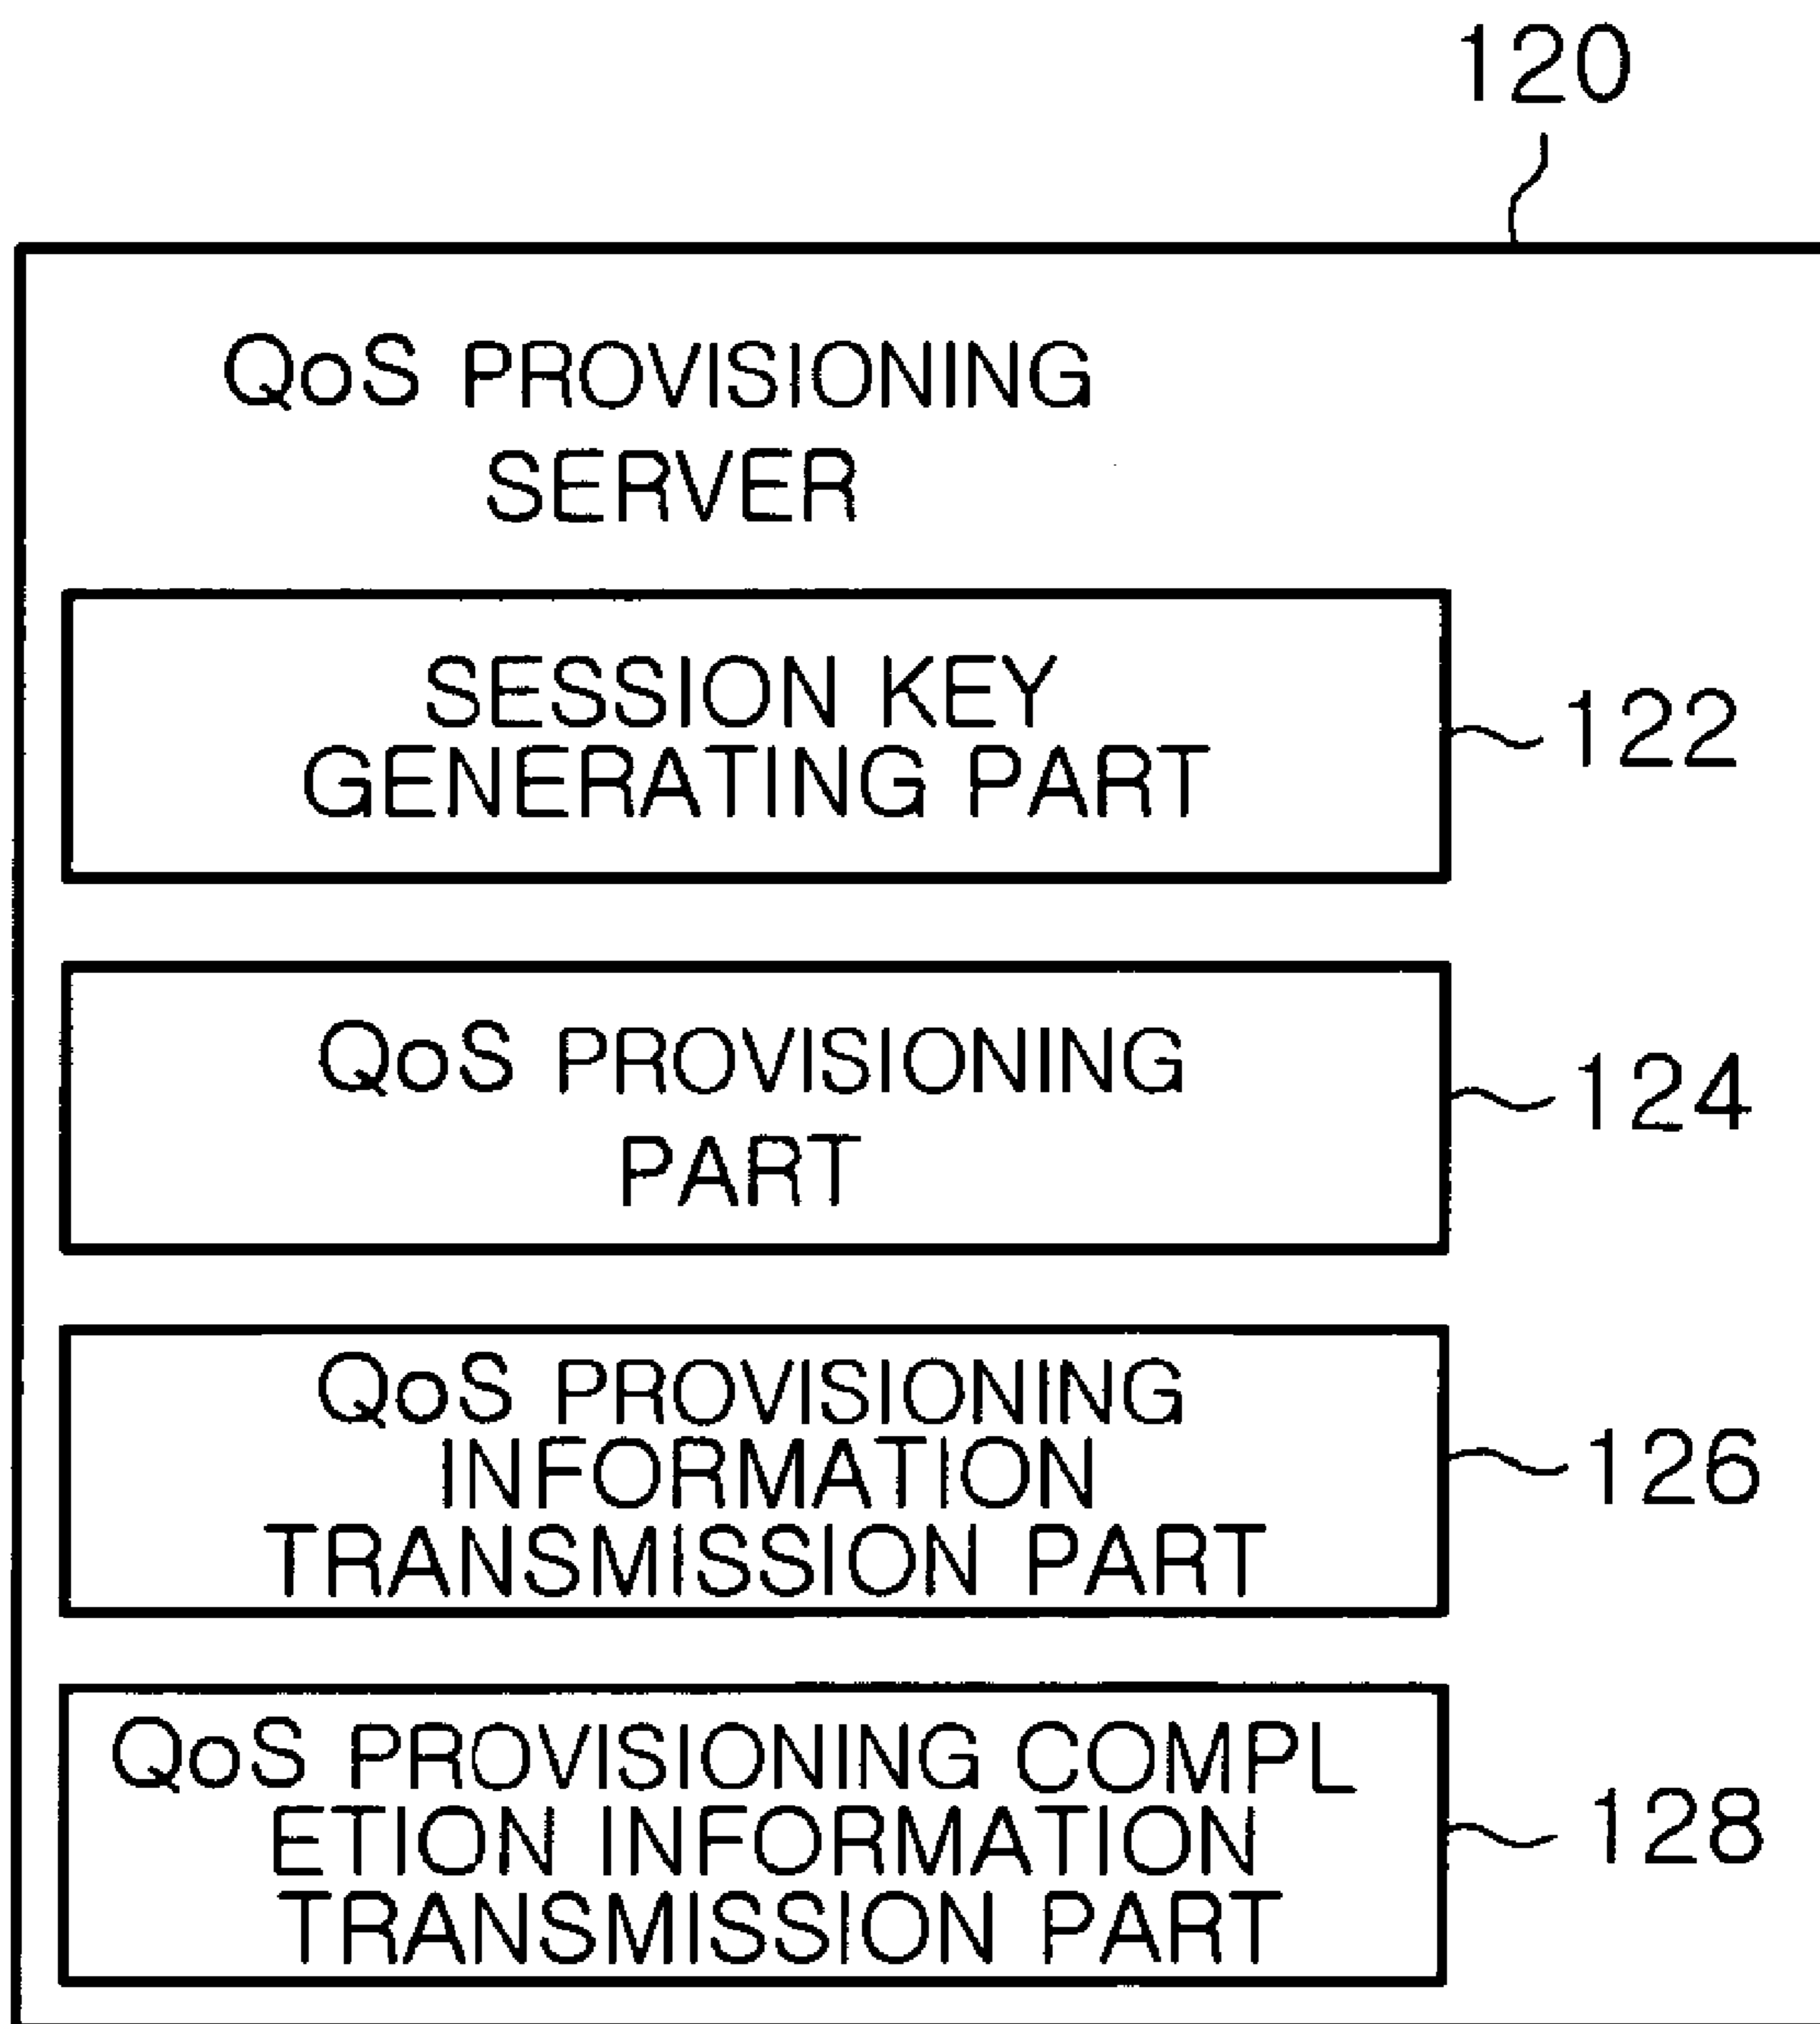 120
QoS PROVISIONING
SERVER
SESSION KEY
GENERATING PART
122
QoS PROVISIONING
PART
124
QoS PROVISIONING
INFORMATION
TRANSMISSION PART
126
QoS PROVISIONING COMPL
ETION INFORMATION
TRANSMISSION PART
128